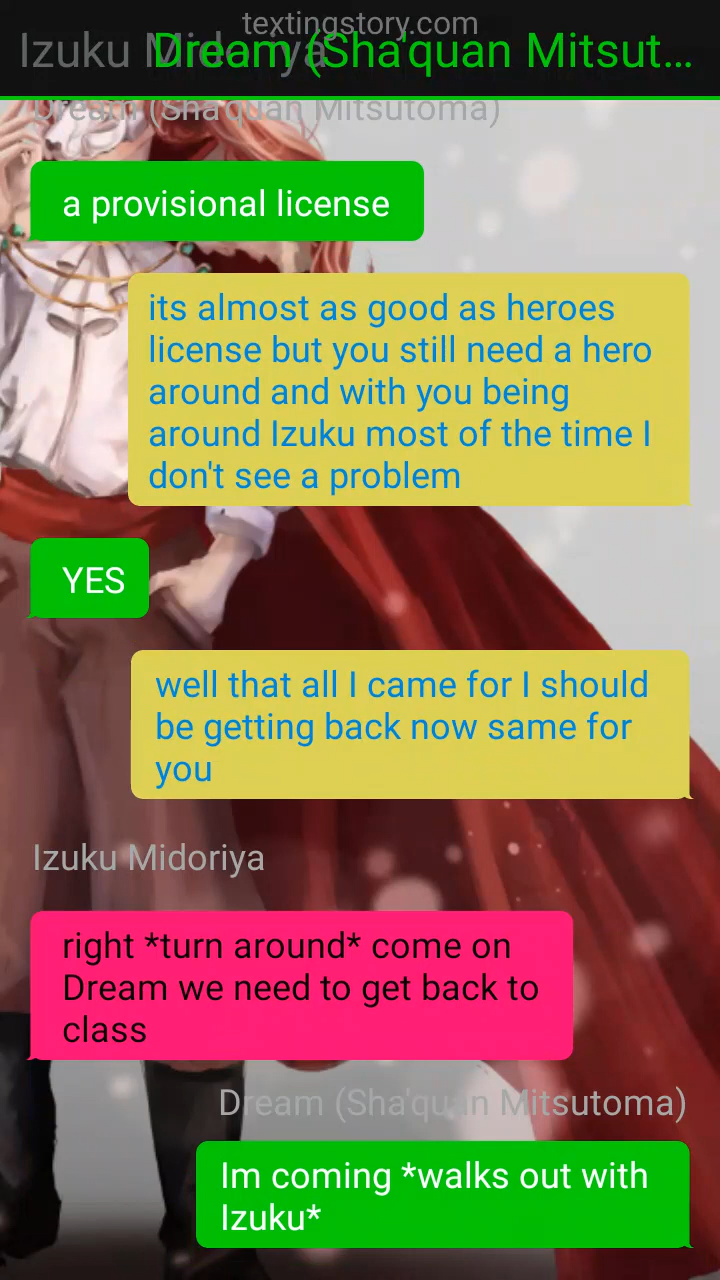 textingstory.com
Izuku Midoriya
Dream (Sha'quan Mitsut...
Dream (Sha'quan Mitsutoma)
a provisional license
its almost as good as heroes
license but you still need a hero
around and with you being
around Izuku most of the time I
don't see a problem
YES
well that all I came for I should
be getting back now same for
you
Izuku Midoriya
right *turn around* come on
Dream we need to get back to
class
Dream (Sha'quan Mitsutoma)
Im coming *walks out with
Izuku*